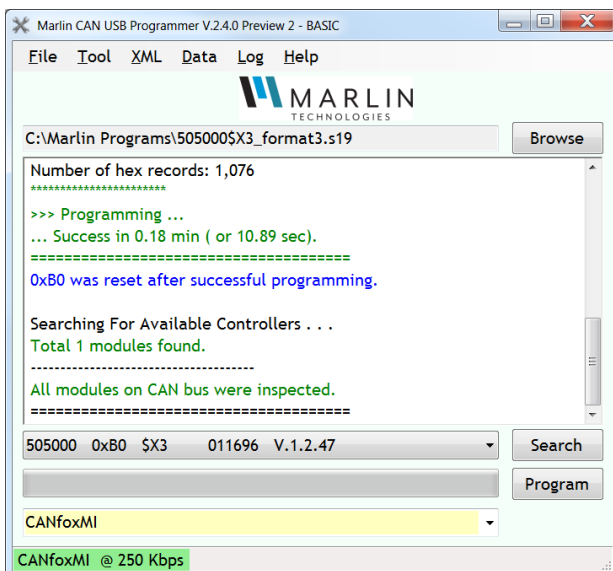 Marlin CAN USB Programmer V.2.4.0 Preview 2 - BASIC
File Tool XML Data Log Help
MARLIN
TECHNOLOGIES
C:\Marlin Programs\505000$X3_format3.s19 Browse
Number of hex records: 1,076
***********************
>>> Programming ...
... Success in 0.18 min ( or 10.89 sec).
======================================
0xB0 was reset after successful programming.
Searching For Available Controllers . . .
Total 1 modules found.
--------------------------------------
All modules on CAN bus were inspected.
======================================
505000 0xB0 $X3 011696 V.1.2.47 Search
Program
CANfoxMI
CANfoxMI @ 250 Kbps